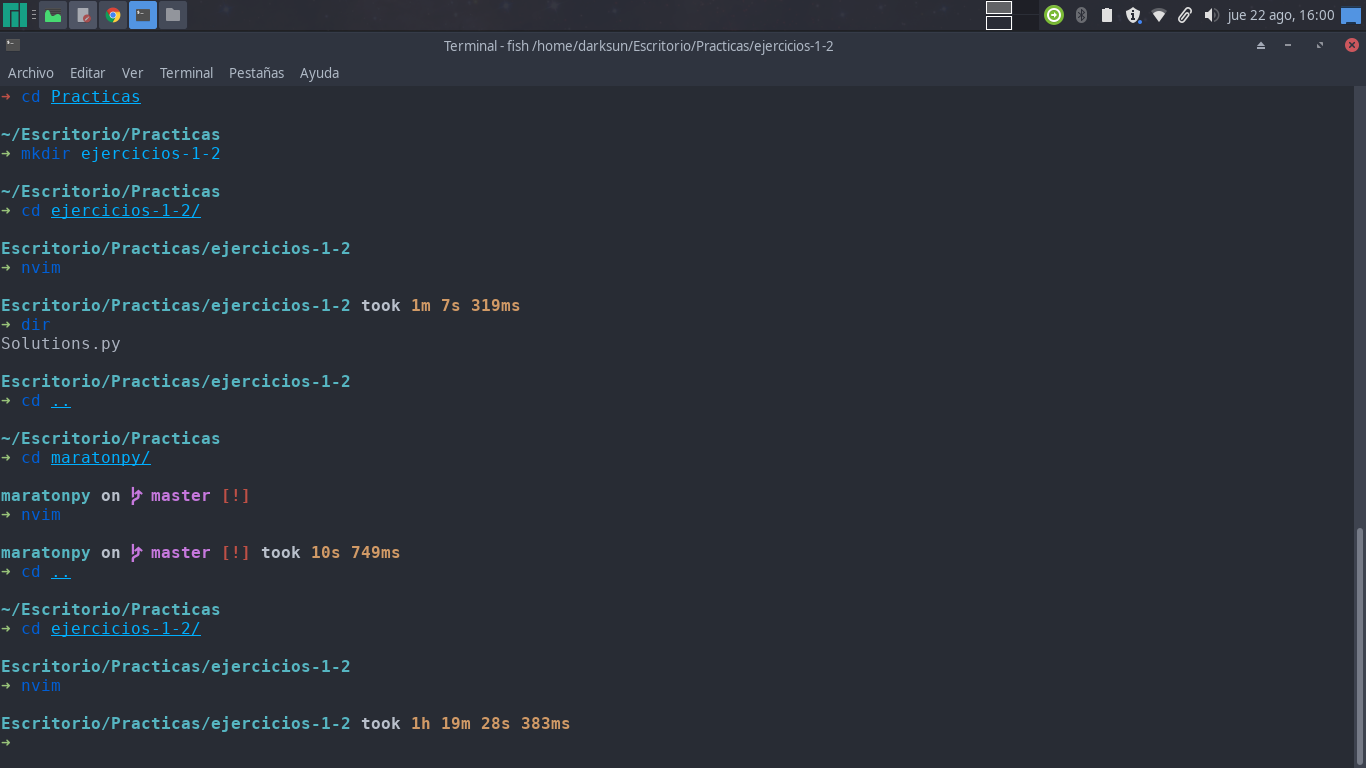 jue 22 ago, 16:00
Terminal - fish /home/darksun/Escritorio/Practicas/ejercicios-1-2
Archivo Editar Ver Terminal Pestañas Ayuda
➜ cd Practicas
~/Escritorio/Practicas
➜ mkdir ejercicios-1-2
~/Escritorio/Practicas
➜ cd ejercicios-1-2/
Escritorio/Practicas/ejercicios-1-2
➜ nvim
Escritorio/Practicas/ejercicios-1-2 took 1m 7s 319ms
➜ dir
Solutions.py
Escritorio/Practicas/ejercicios-1-2
➜ cd ..
~/Escritorio/Practicas
➜ cd maratonpy/
maratonpy on master [!]
➜ nvim
maratonpy on master [!] took 10s 749ms
➜ cd ..
~/Escritorio/Practicas
➜ cd ejercicios-1-2/
Escritorio/Practicas/ejercicios-1-2
➜ nvim
Escritorio/Practicas/ejercicios-1-2 took 1h 19m 28s 383ms
➜